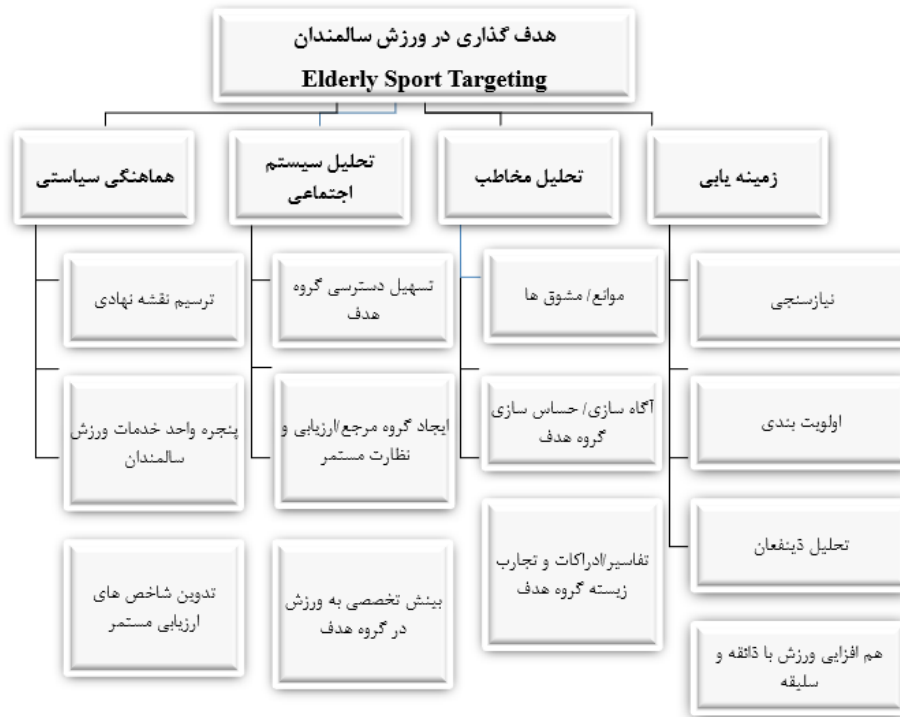 هدف گذاری در ورزش سالمندان
Elderly Sport Targeting
زمینه یابی
تحلیل مخاطب
تحلیل سیستم
اجتماعی
هماهنگی سیاستی
نیازسنجی
اولویت بندی
تحلیل ذینفعان
هم افزایی ورزش با ذائقه و
سلیقه
موانع/ مشوق ها
آگاه سازی/ حساس سازی
گروه هدف
تفاسیر/ادراکات و تجارب
زیسته گروه هدف
تسهیل دسترسی گروه
هدف
ایجاد گروه مرجع/ارزیابی و
نظارت مستمر
بینش تخصصی به ورزش
در گروه هدف
ترسیم نقشه نهادی
پنجره واحد خدمات ورزش
سالمندان
تدوین شاخص های
ارزیابی مستمر